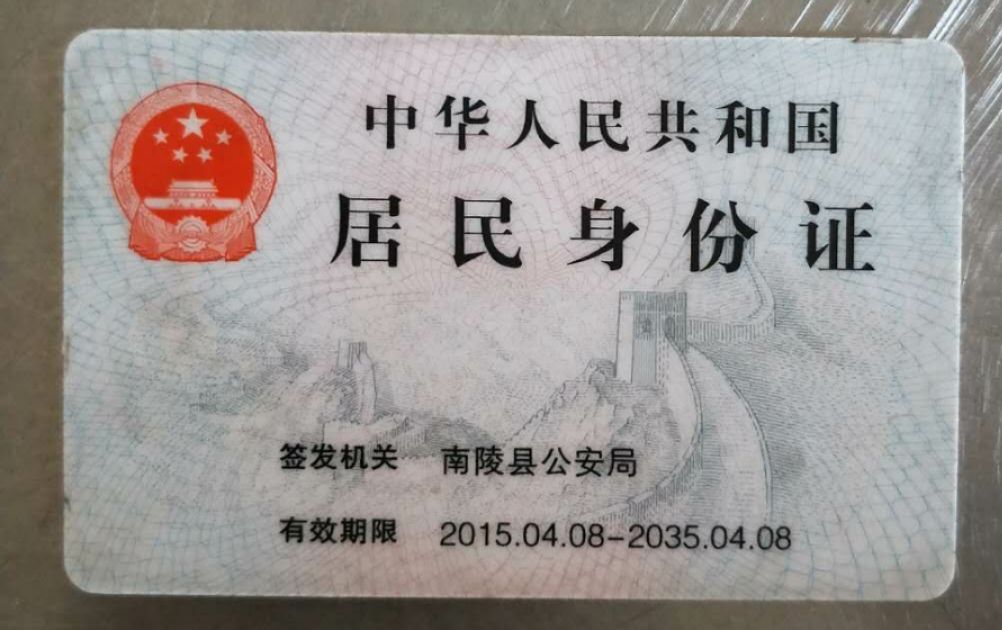 中华人民共和国
居民身份证
签发机关 南陵县公安局
有效期限 2015.04.08-2035.04.08